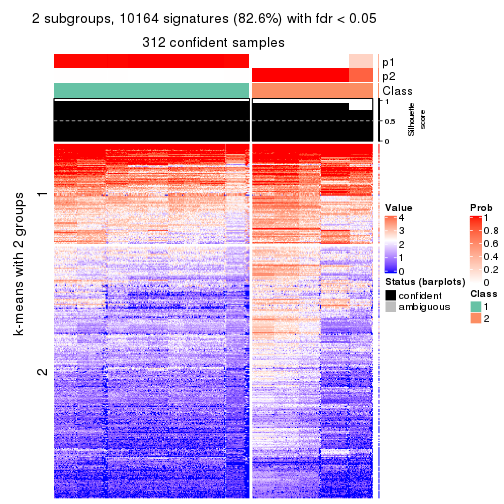 2 subgroups, 10164 signatures (82.6%) with fdr < 0.05
312 confident samples
p1
p2
Class
1
0.5
0
Silhouette
score
k-means with 2 groups
1
2
Value
4
3
2
1
0
Status (barplots)
confident
ambiguous
Prob
1
0.8
0.6
0.4
0.2
0
Class
1
2